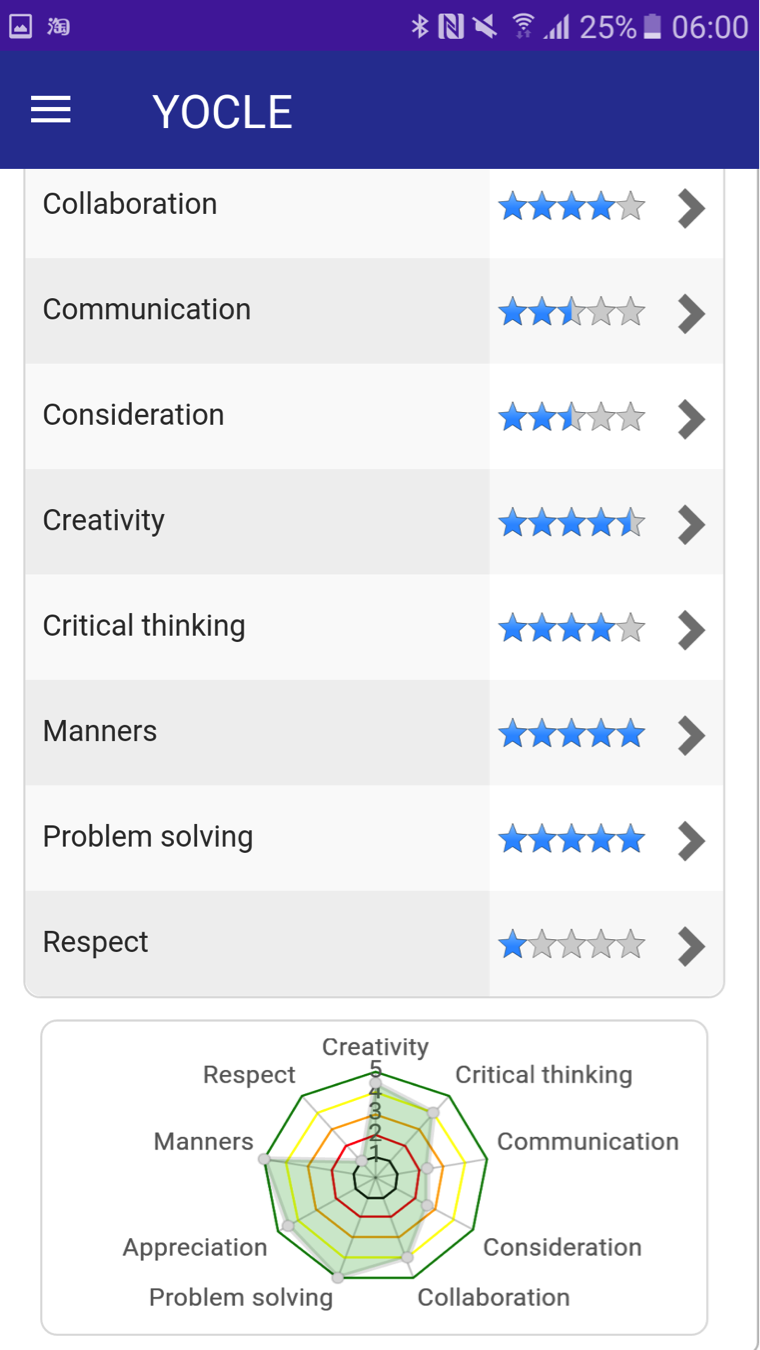 淘 25% 06:00
YOCLE
Collaboration
Communication
Consideration
Creativity
Critical thinking
Manners
Problem solving
Respect
Creativity
5
Respect Critical thinking
4
3
2
Manners Communication
1
Appreciation Consideration
Problem solving Collaboration